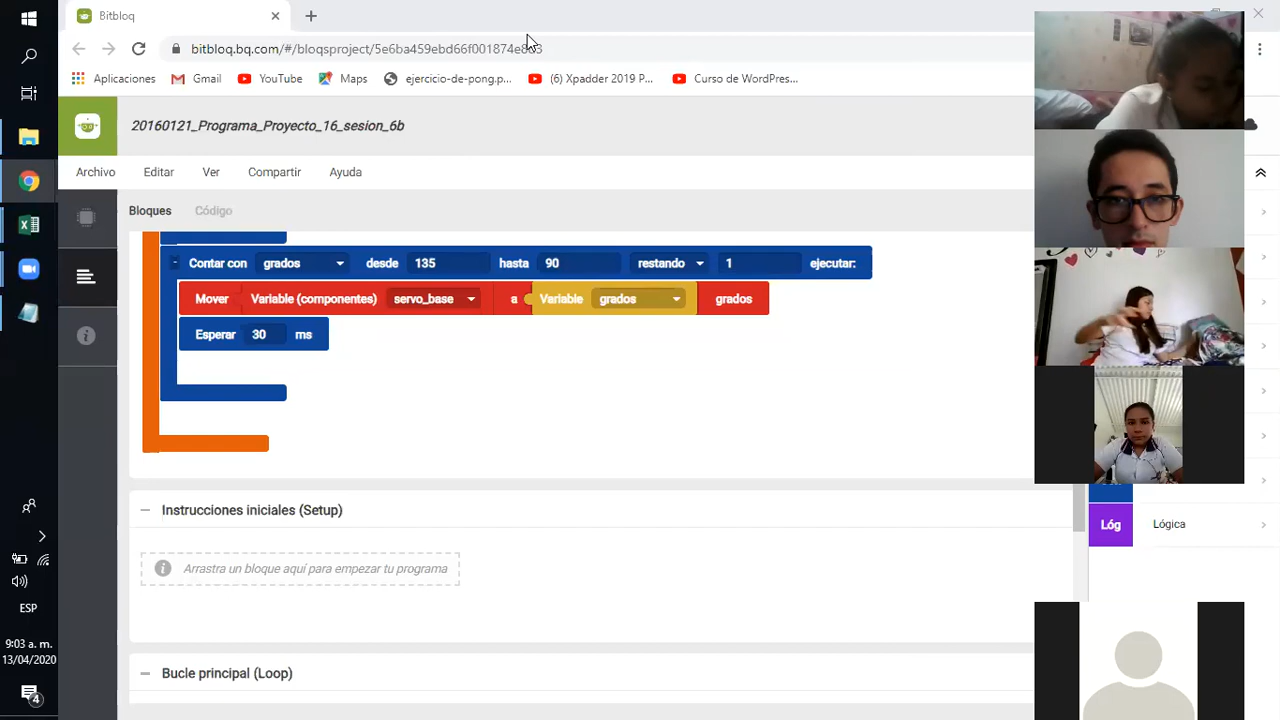 Bitbloq
bitbloq.bq.com/#/bloqsproject/5e6ba459ebd66f001874e
Aplicaciones Gmail YouTube Maps ejercicio-de-pong.p... (6) Xpadder 2019 P... Curso de WordPres...
20160121_Programa_Proyecto_16_sesion_6b
Archivo Editar Ver Compartir Ayuda
Bloques Código
- Contar con grados desde 135 hasta 90 restando 1 ejecutar:
Mover Variable (componentes) servo_base a Variable grados grados
Esperar 30 ms
Instrucciones iniciales (Setup)
Lóg Lógica
Arrastra un bloque aquí para empezar tu programa
Bucle principal (Loop)
ESP
9:03 a. m.
13/04/2020
4